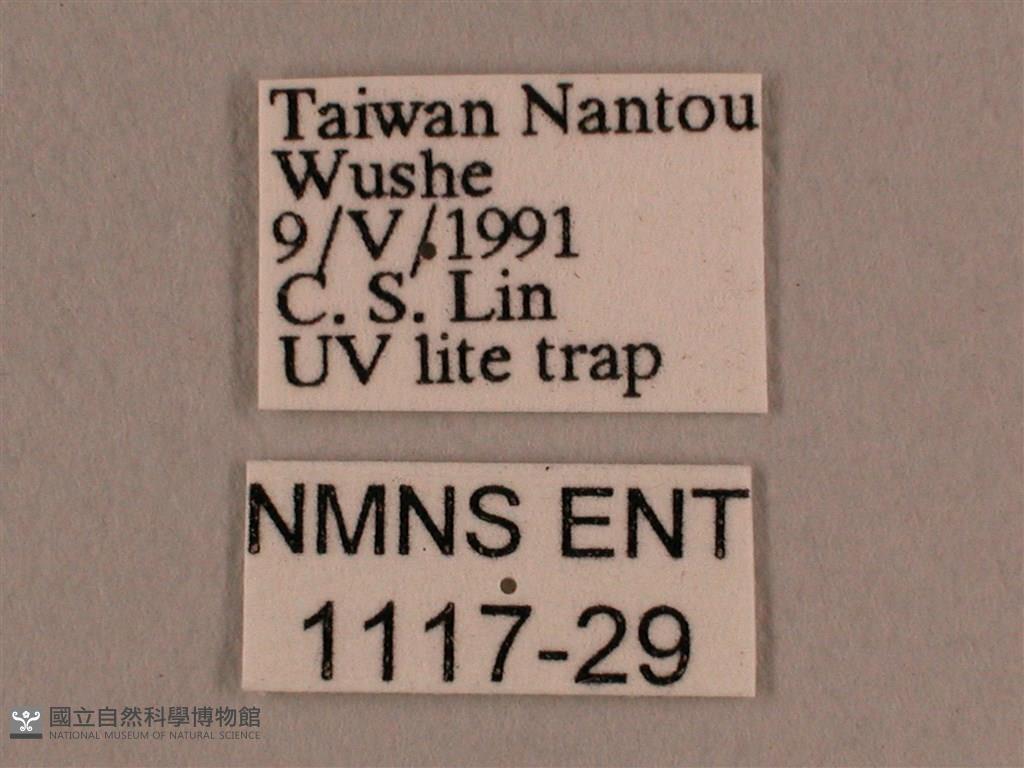 Taiwan Nantou
Wushe
9/V/1991
C. S. Lin
UV lite trap
NMNS ENT
1117-29
國立自然科學博物館
NATIONAL MUSEUM OF NATURAL SCIENCE